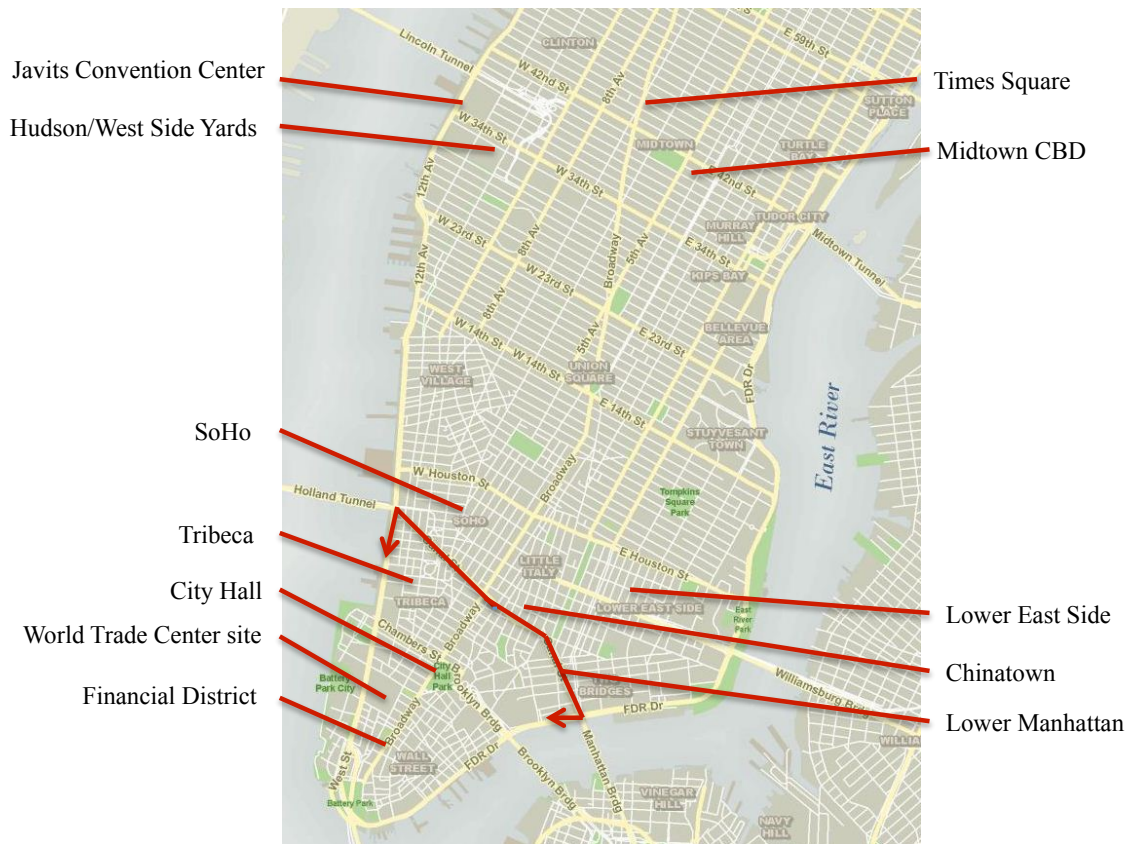 Javits Convention Center
Hudson/West Side Yards
SoHo
Tribeca
City Hall
World Trade Center site
Financial District
Times Square
Midtown CBD
Lower East Side
Chinatown
Lower Manhattan
Lincoln Tunnel
CLINTON
E 59th St
W 42nd St
8th Av
SUTTON
PLACE
W 34th St
MIDTOWN
TURTLE
E 42nd St
12th Av
W 34th St
TUDOR CITY
MURRAY
HILL
W 23rd St
8th Av
Broadway
5th Av
E 34th St
Midtown Tunnel
KIPS BAY
12th Av
W 23rd St
8th Av
W 14th St
5th Av
E 23rd St
BELLEVUE
AREA
WEST
VILLAGE
W 14th St
UNION
SQUARE
FDR Dr
E 14th St
STUYVESANT
TOWN
East River
W Houston St
Broadway
Holland Tunnel
SOHO
Tompkins
Square
Park
Canal St
LITTLE
ITALY
E Houston St
TRIBECA
LOWER EAST SIDE
East
River
Park
Chambers St
Broadway
City
Hall
Park
BRIDGES
Battery
Park City
Brooklyn Brdg
Williamsburg Brdg
Broadway
FDR Dr
WALL
STREET
FDR Dr
West St
Brooklyn Brdg
Manhattan Brdg
Battery Park
VINEGAR
HILL
NAVY
HILL
WILLIA